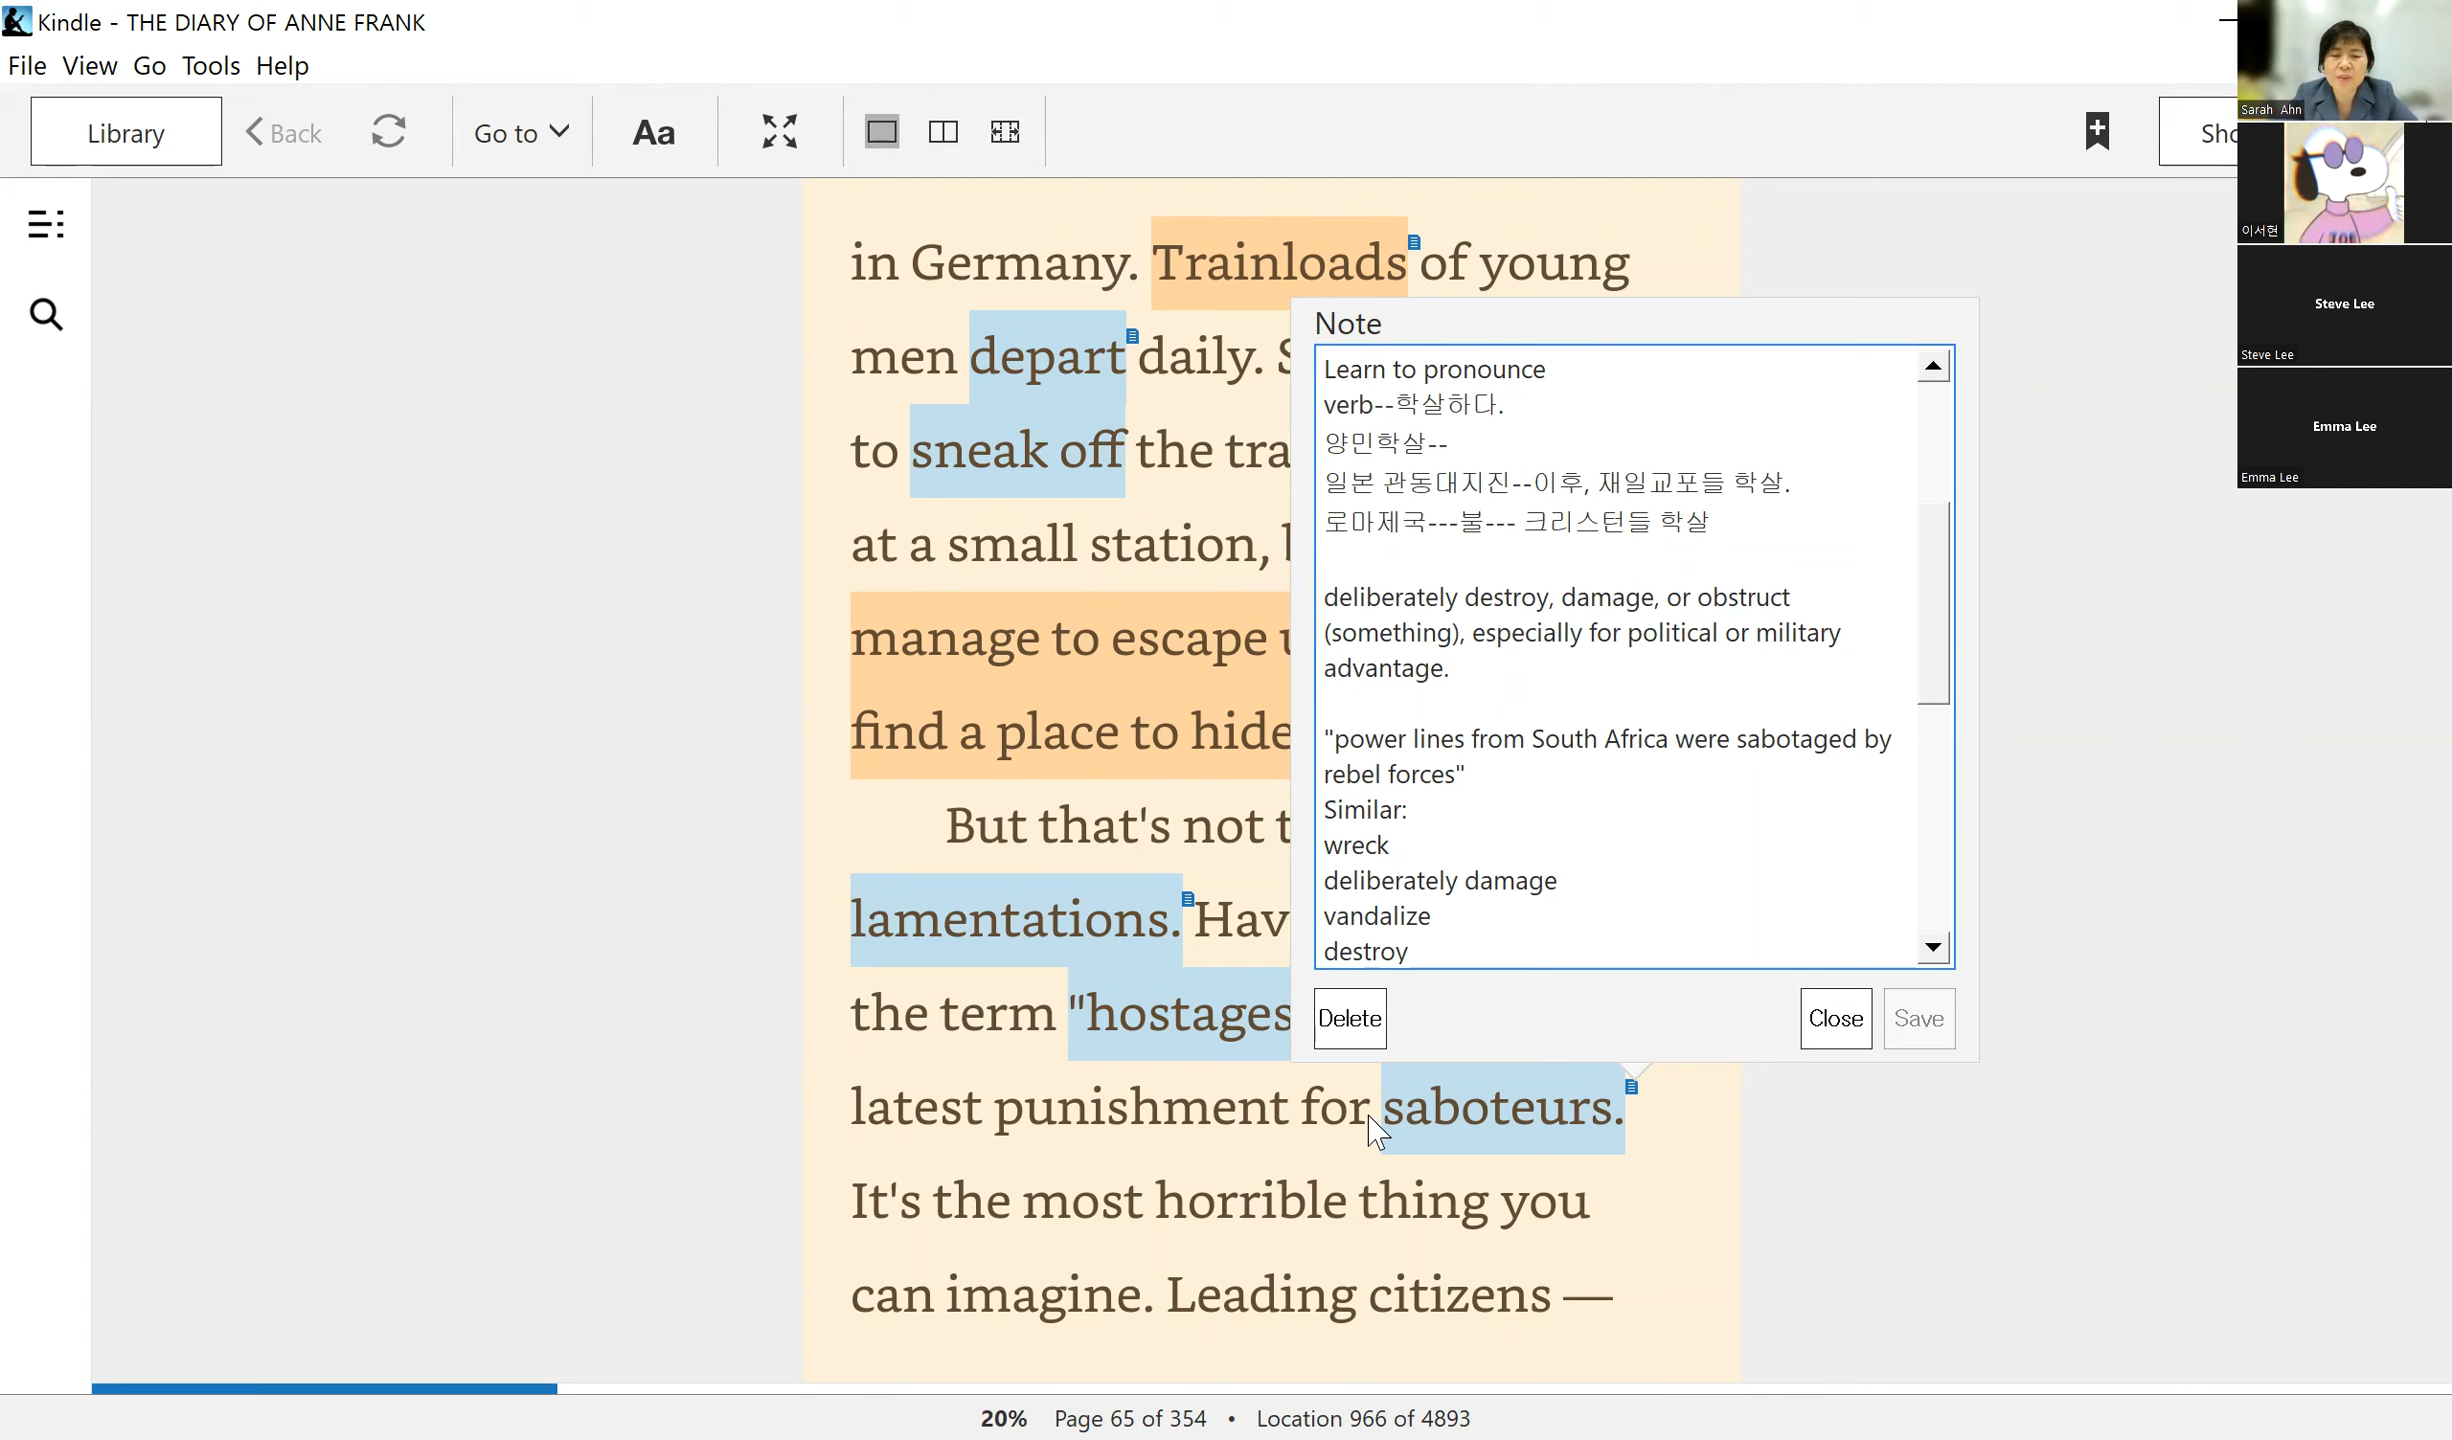 Kindle - THE DIARY OF ANNE FRANK
File View Go Tools Help
Library
Back
Go to
Aa
Sho
in Germany. Trainloads of young
men depart daily. S
to sneak off the tra
at a small station, b
manage to escape u
find a place to hide
But that's not t
lamentations. Hav
the term "hostages
latest punishment for saboteurs.
It's the most horrible thing you
can imagine. Leading citizens —
Note
Learn to pronounce
verb--학살하다.
양민학살--
일본 관동대지진--이후, 재일교포들 학살.
로마제국---불--- 크리스턴들 학살
deliberately destroy, damage, or obstruct
(something), especially for political or military
advantage.
"power lines from South Africa were sabotaged by
rebel forces"
Similar:
wreck
deliberately damage
vandalize
destroy
Delete
Close
Save
20% Page 65 of 354 • Location 966 of 4893
Sarah Ahn
이서현
Steve Lee
Steve Lee
Emma Lee
Emma Lee